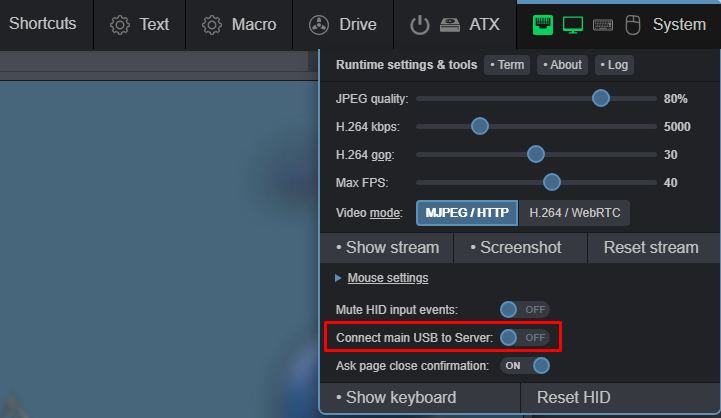 Shortcuts Text Macro Drive ATX System
Runtime settings & tools • Term • About • Log
JPEG quality: 80%
H.264 kbps: 5000
H.264 gop: 30
Max FPS: 40
Video mode: MJPEG / HTTP H.264 / WebRTC
• Show stream • Screenshot Reset stream
Mouse settings
Mute HID input events: OFF
Connect main USB to Server: OFF
Ask page close confirmation: ON
• Show keyboard Reset HID